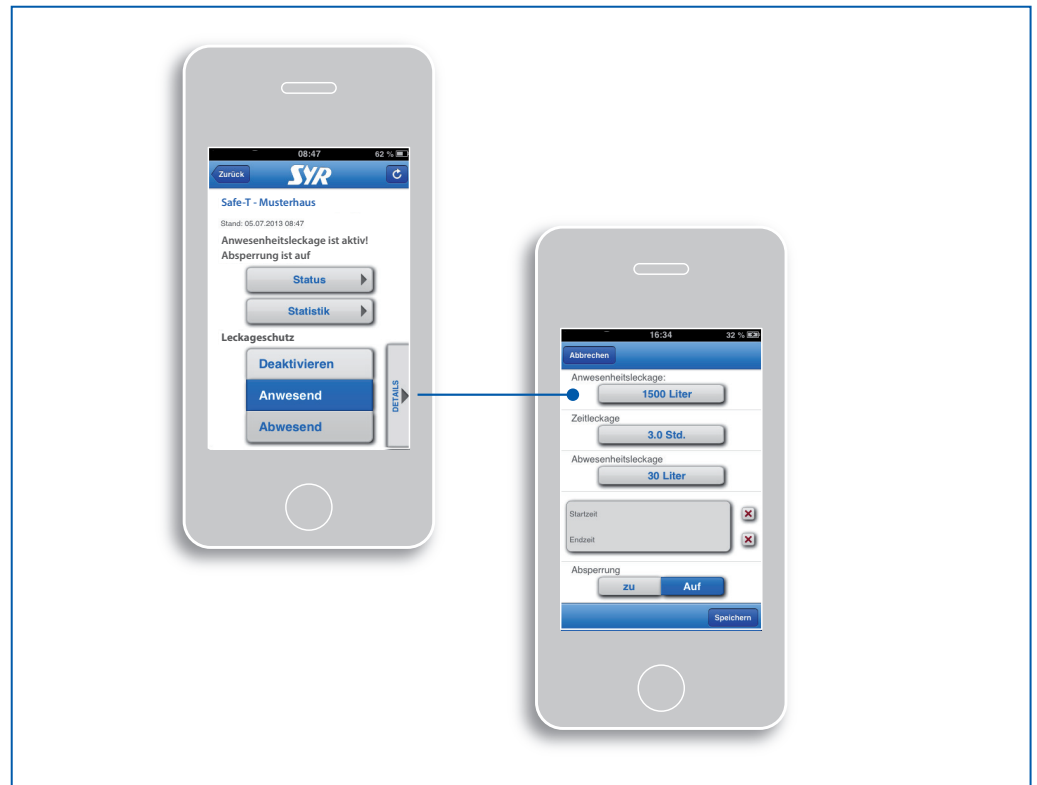 08:47 62 %
Zurück SYR
Safe-T - Musterhaus
Stand: 05.07.2013 08:47
Anwesenheitsleckage ist aktiv!
Absperrung ist auf
Status
Statistik
Leckageschutz
Deaktivieren
Anwesend
Abwesend
DETAILS
16:34 32 %
Abbrechen
Anwesenheitsleckage:
1500 Liter
Zeitleckage
3.0 Std.
Abwesenheitsleckage
30 Liter
Startzeit
Endzeit
Absperrung
zu Auf
Speichern